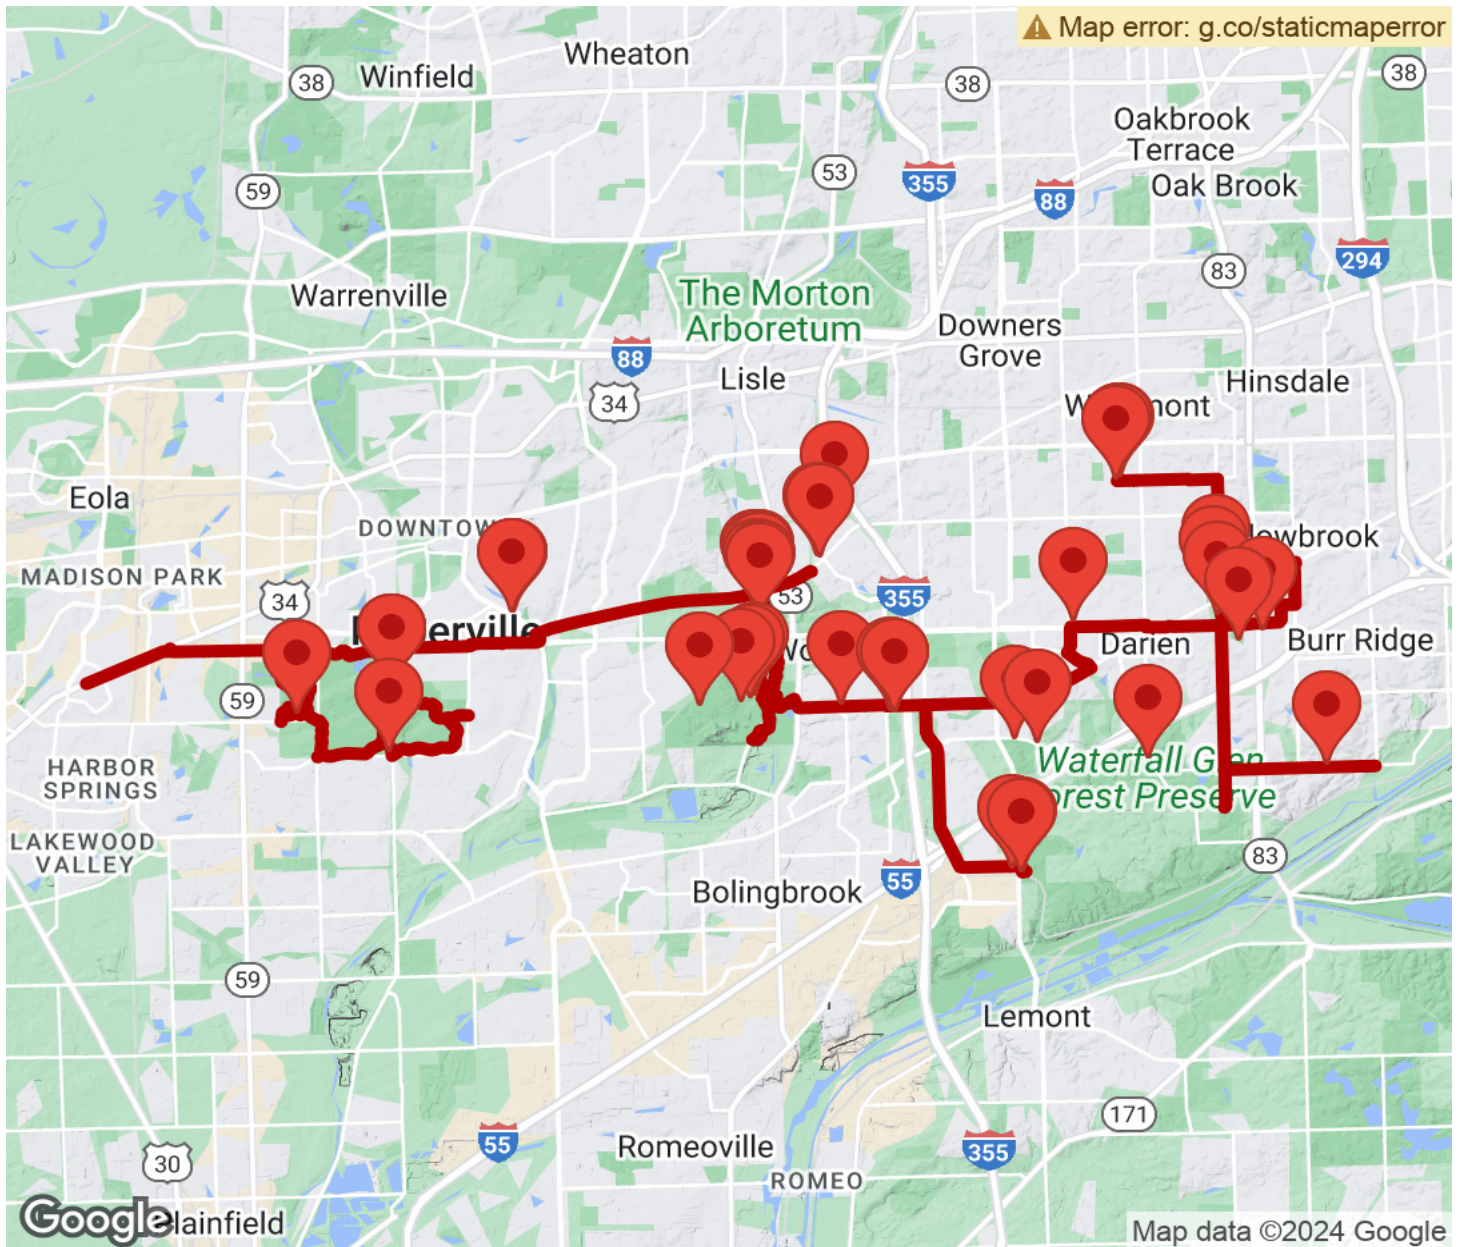 Map error: g.co/staticmaperror
Wheaton
Winfield
38
38
38
Oakbrook
Terrace
53
355
59
88
Oak Brook
294
83
Warrenville
The Morton
Arboretum
Downers
Grove
88
Lisle
34
Hinsdale
Eola
DOWNTOW
MADISON PARK
34
53
355
59
Darien
Burr Ridge
HARBOR
SPRINGS
Waterfall Glen
orest Preserve
LAKEWOOD
VALLEY
83
55
Bolingbrook
59
Lemont
171
55
Romeoville
355
30
ROMEO
Google
Plainfield
Map data ©2024 Google